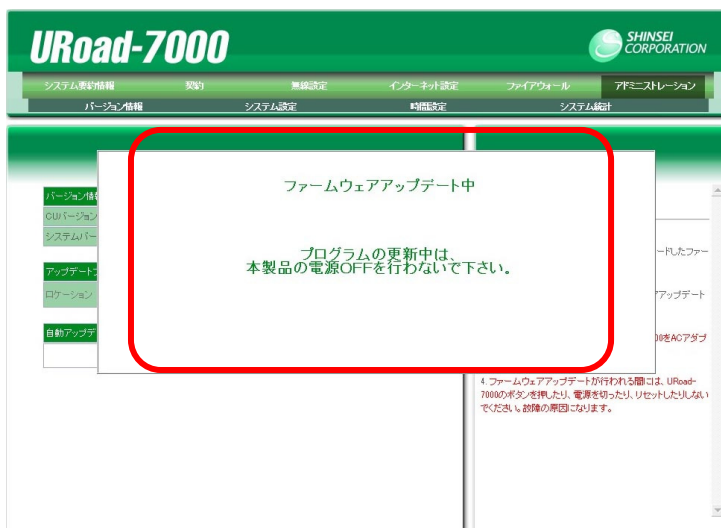 URoad-7000
SHINSEI
CORPORATION
システム要約情報 契約 無線設定 インターネット設定 ファイアウォール アドミニストレーション
バージョン情報 システム設定 時間設定 システム統計
ファームウェアアップデート中
プログラムの更新中は、
本製品の電源OFFを行わないで下さい。
バージョン情
CUバージョン
システムバー
アップデート
ロケーション
自動アップデ
ードしたファー
アップデート
をACアダプ
4. ファームウェアアップデートが行われる間には、URoad-
7000のボタンを押したり、電源を切ったり、リセットしたりしない
でください。故障の原因になります。